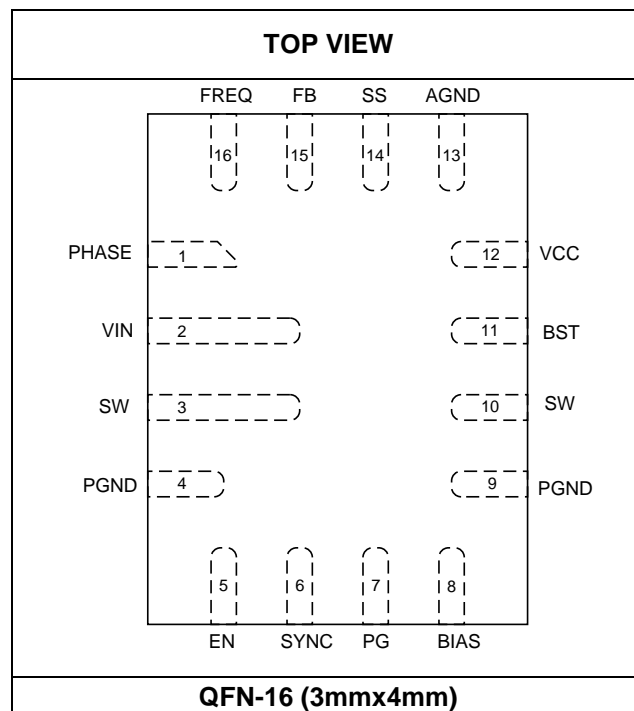 TOP VIEW
FREQ FB SS AGND
16 15 14 13
PHASE 1 12 VCC
VIN 2 11 BST
SW 3 10 SW
PGND 4 9 PGND
5 6 7 8
EN SYNC PG BIAS
QFN-16 (3mmx4mm)